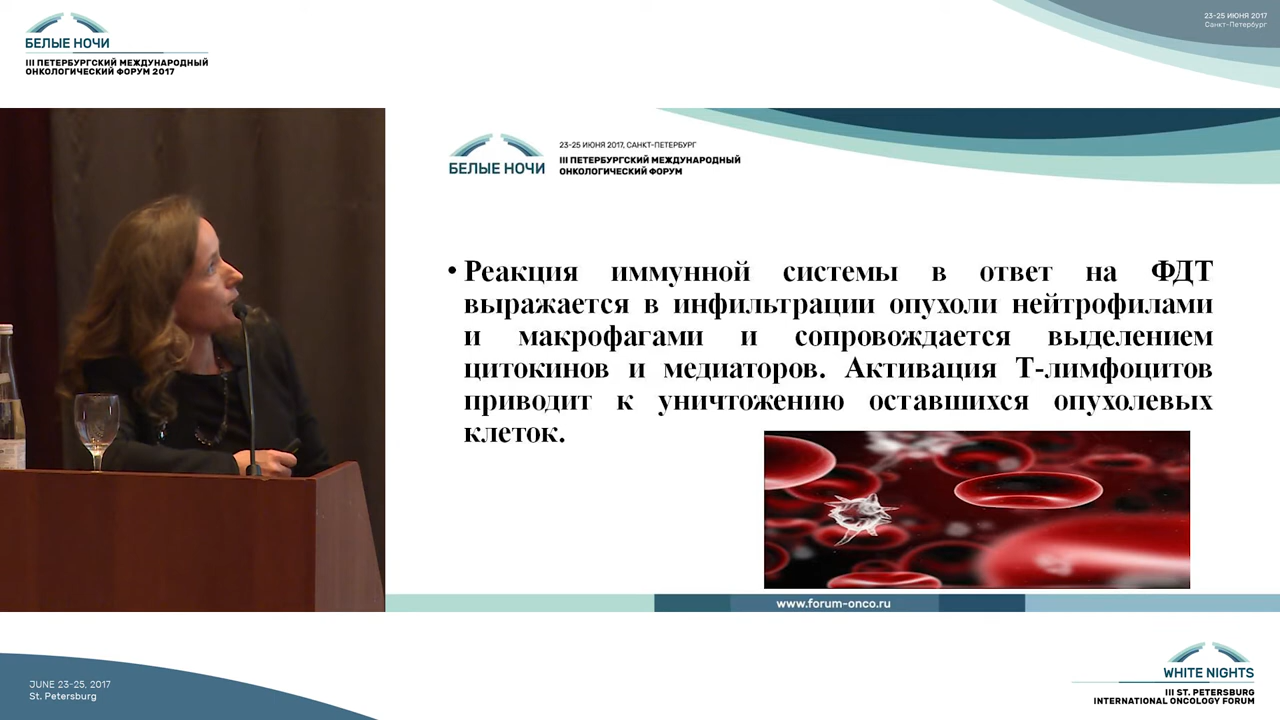 БЕЛЫЕ НОЧИ
III ПЕТЕРБУРГСКИЙ МЕЖДУНАРОДНЫЙ
ОНКОЛОГИЧЕСКИЙ ФОРУМ 2017
23-25 ИЮНЯ 2017
Санкт-Петербург
23-25 ИЮНЯ 2017, САНКТ-ПЕТЕРБУРГ
БЕЛЫЕ НОЧИ
III ПЕТЕРБУРГСКИЙ МЕЖДУНАРОДНЫЙ
ОНКОЛОГИЧЕСКИЙ ФОРУМ
• Реакция иммунной системы в ответ на ФДТ
выражается в инфильтрации опухоли нейтрофилами
и макрофагами и сопровождается выделением
цитокинов и медиаторов. Активация Т-лимфоцитов
приводит к уничтожению оставшихся опухолевых
клеток.
www.forum-onco.ru
JUNE 23-25, 2017
St. Petersburg
WHITE NIGHTS
III ST. PETERSBURG
INTERNATIONAL ONCOLOGY FORUM